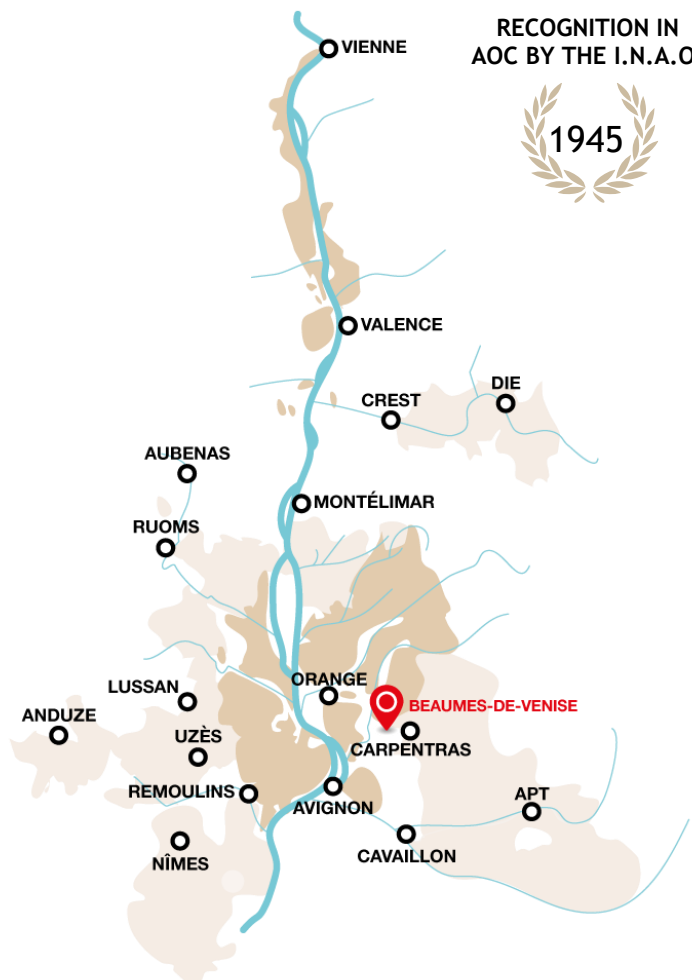 RECOGNITION IN
AOC BY THE I.N.A.O
1945
VIENNE
VALENCE
DIE
CREST
AUBENAS
MONTÉLIMAR
RUOMS
ORANGE
LUSSAN
BEAUMES-DE-VENISE
ANDUZE
UZÈS
CARPENTRAS
REMOULINS
AVIGNON
APT
CAVAILLON
NÎMES